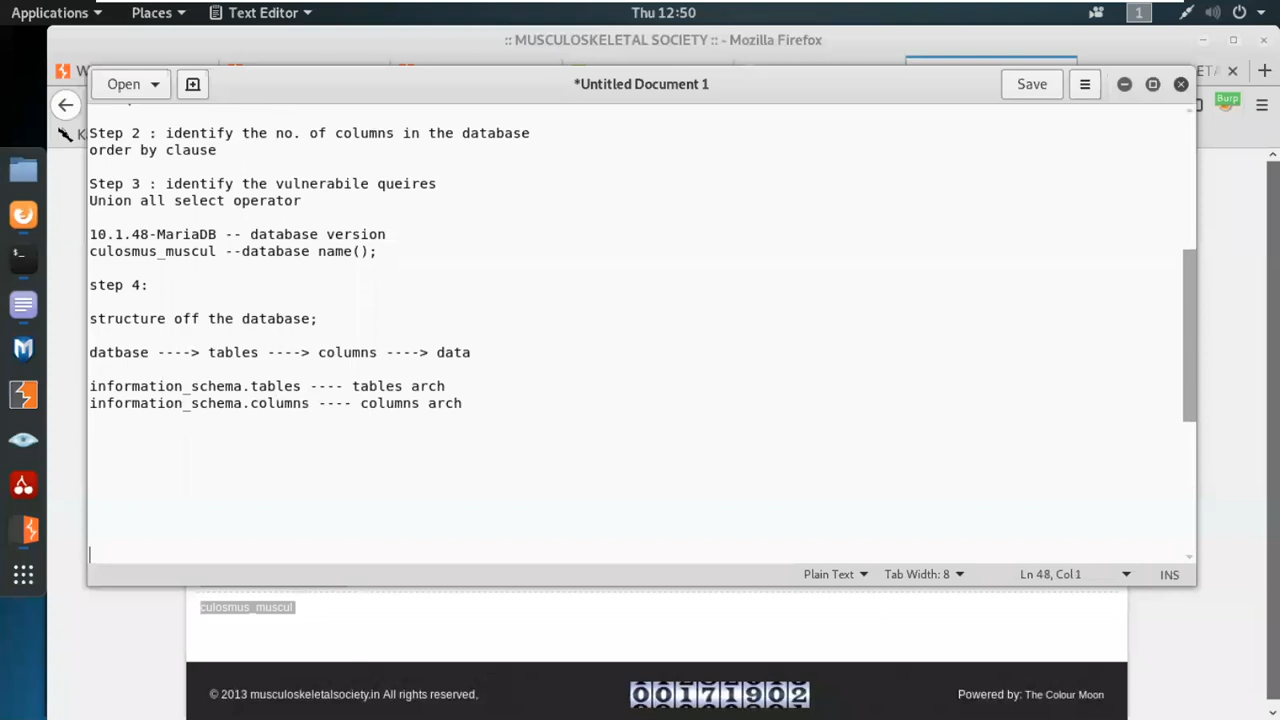 Applications Places Text Editor Thu 12:50 1
:: MUSCULOSKELETAL SOCIETY :: - Mozilla Firefox
Open *Untitled Document 1 Save
Burp
Step 2 : identify the no. of columns in the database
order by clause
Step 3 : identify the vulnerabile queires
Union all select operator
10.1.48-MariaDB -- database version
culosmus_muscul --database name();
step 4:
structure off the database;
datbase ----> tables ----> columns ----> data
information_schema.tables ---- tables arch
information_schema.columns ---- columns arch
Plain Text Tab Width: 8 Ln 48, Col 1 INS
culosmus_muscul
© 2013 musculoskeletalsociety.in All rights reserved, 00171902 Powered by: The Colour Moon